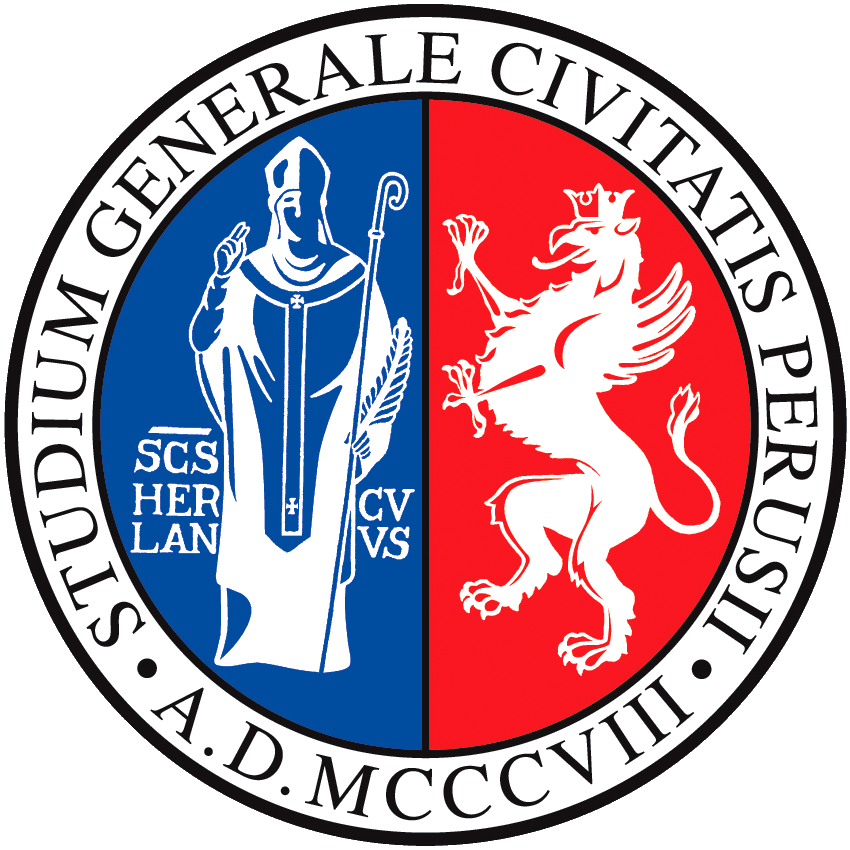 STUDIUM GENERALE CIVITATIS PERUSII
• A.D. MCCCVIII •
SCS
HER CV
LAN VS